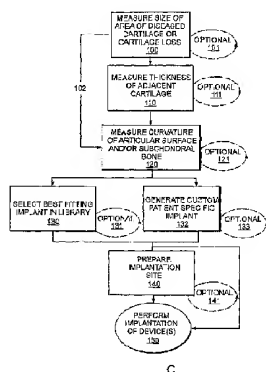 MEASURE SIZE OF
AREA OF DISEASED
CARTILAGE OR
CARTILAGE LOSS
100
OPTIONAL
101
102
MEASURE THICKNESS
OF ADJACENT
CARTILAGE
110
OPTIONAL
111
MEASURE CURVATURE
OF ARTICULAR SURFACE
AND/OR SUBCHONDRAL
BONE
120
OPTIONAL
121
SELECT BEST FITTING
IMPLANT IN LIBRARY
130
OPTIONAL
131
GENERATE CUSTOM/
PATIENT SPECIFIC
IMPLANT
132
OPTIONAL
133
PREPARE
IMPLANTATION
SITE
140
OPTIONAL
141
PERFORM
IMPLANTATION
OF DEVICE(S)
150
C